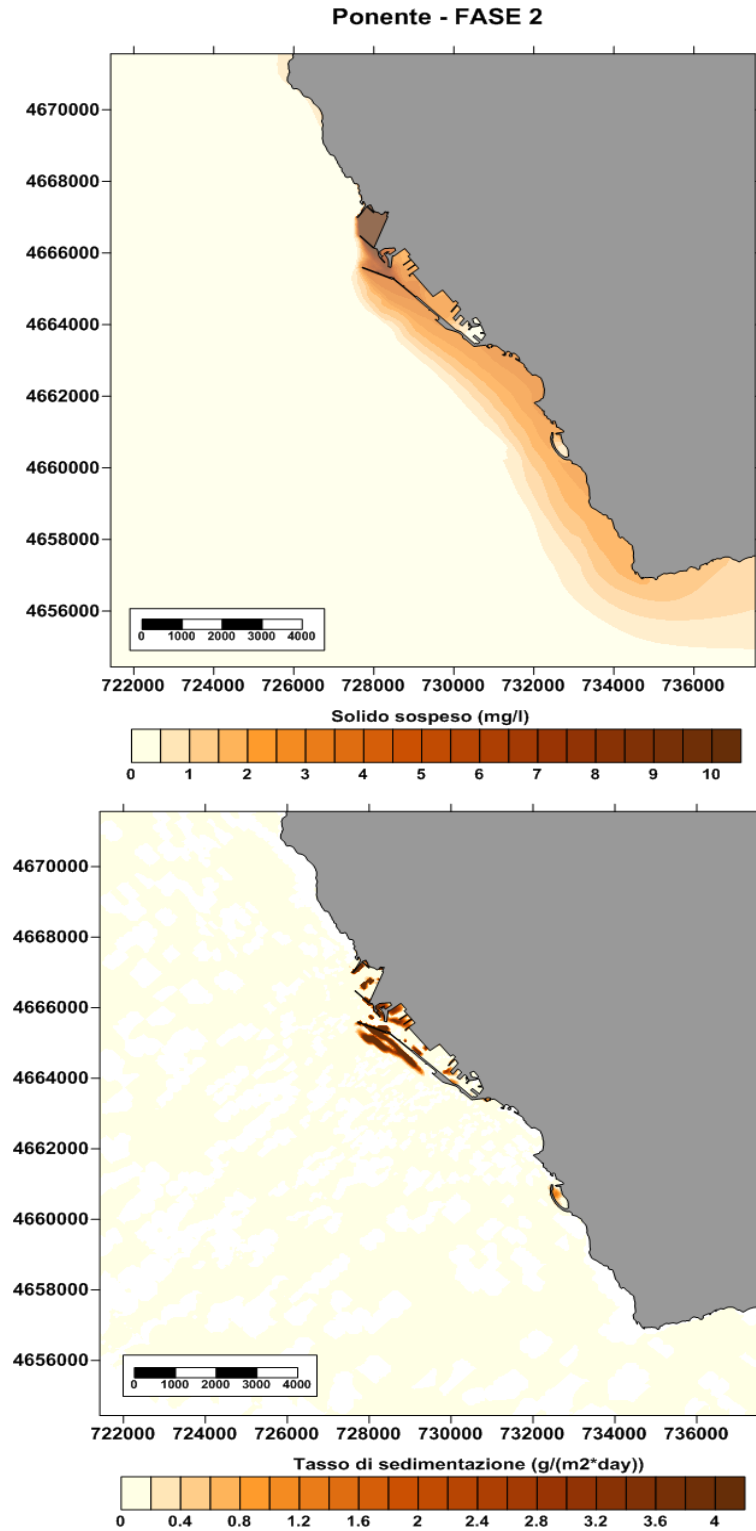 Ponente - FASE 2
4670000
4668000
4666000
4664000
4662000
4660000
4658000
4656000
0 1000 2000 3000 4000
722000 724000 726000 728000 730000 732000 734000 736000
Solido sospeso (mg/l)
0 1 2 3 4 5 6 7 8 9 10
4670000
4668000
4666000
4664000
4662000
4660000
4658000
4656000
0 1000 2000 3000 4000
722000 724000 726000 728000 730000 732000 734000 736000
Tasso di sedimentazione (g/(m2*day))
0 0.4 0.8 1.2 1.6 2 2.4 2.8 3.2 3.6 4